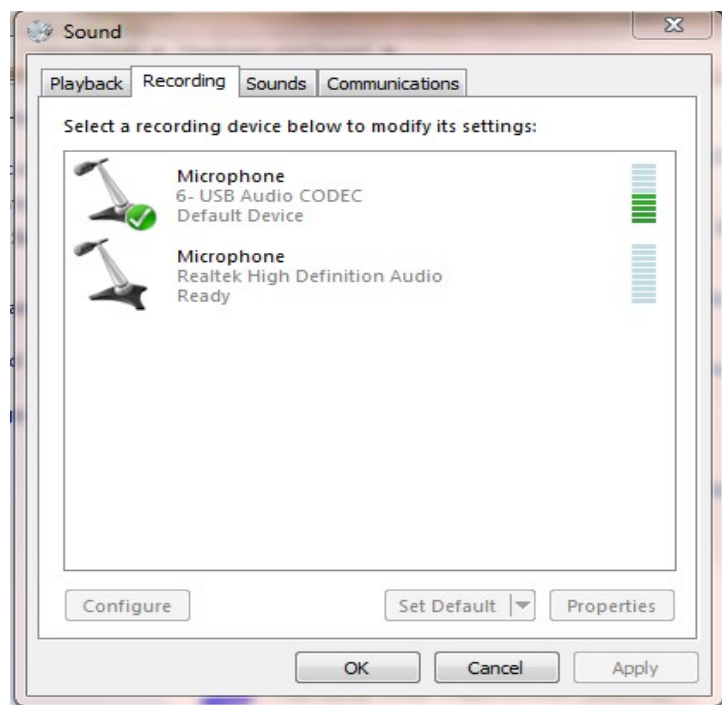 Sound
Playback Recording Sounds Communications
Select a recording device below to modify its settings:
Microphone
6- USB Audio CODEC
Default Device
Microphone
Realtek High Definition Audio
Ready
Configure Set Default Properties
OK Cancel Apply